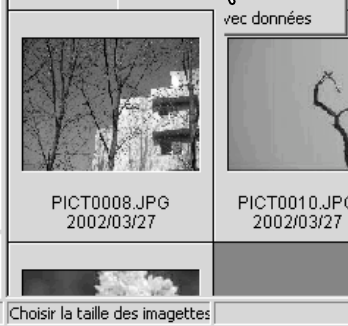 vec données
PICT0008.JPG
2002/03/27
PICT0010.JPG
2002/03/27
Choisir la taille des imagettes